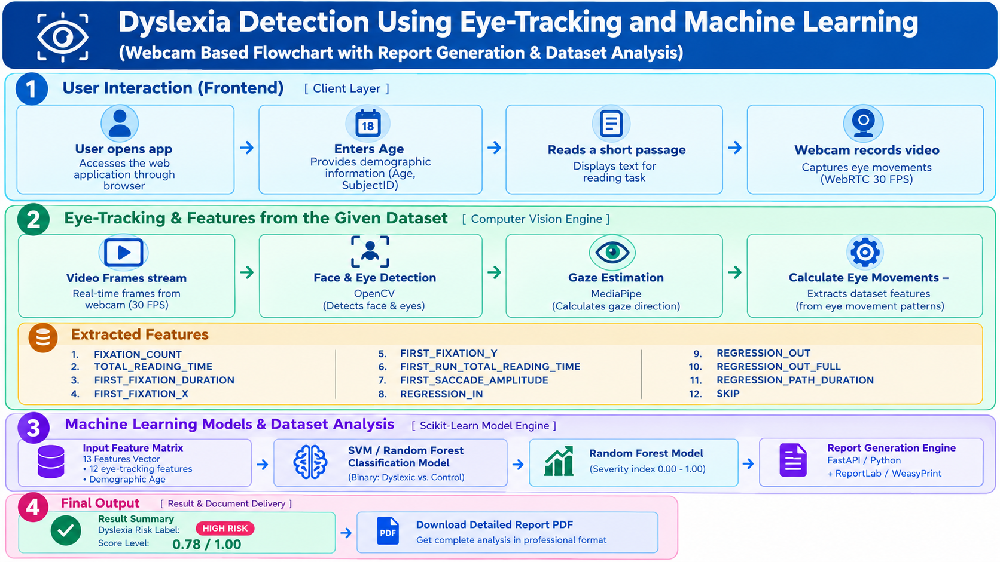 Dyslexia Detection Using Eye-Tracking and Machine Learning
(Webcam Based Flowchart with Report Generation & Dataset Analysis)
1 User Interaction (Frontend) [ Client Layer ]
User opens app
Accesses the web
application through
browser
18
Enters Age
Provides demographic
information (Age,
SubjectID)
Reads a short passage
Displays text for
reading task
Webcam records video
Captures eye movements
(WebRTC 30 FPS)
2 Eye-Tracking & Features from the Given Dataset [ Computer Vision Engine ]
Video Frames stream
Real-time frames from
webcam (30 FPS)
Face & Eye Detection
OpenCV
(Detects face & eyes)
Gaze Estimation
MediaPipe
(Calculates gaze direction)
Calculate Eye Movements –
Extracts dataset features
(from eye movement patterns)
Extracted Features
1. FIXATION_COUNT
2. TOTAL_READING_TIME
3. FIRST_FIXATION_DURATION
4. FIRST_FIXATION_X
5. FIRST_FIXATION_Y
6. FIRST_RUN_TOTAL_READING_TIME
7. FIRST_SACCADE_AMPLITUDE
8. REGRESSION_IN
9. REGRESSION_OUT
10. REGRESSION_OUT_FULL
11. REGRESSION_PATH_DURATION
12. SKIP
3 Machine Learning Models & Dataset Analysis [ Scikit-Learn Model Engine ]
Input Feature Matrix
13 Features Vector
• 12 eye-tracking features
• Demographic Age
SVM / Random Forest
Classification Model
(Binary: Dyslexic vs. Control)
Random Forest Model
(Severity index 0.00 - 1.00)
Report Generation Engine
FastAPI / Python
+ ReportLab / WeasyPrint
4 Final Output [ Result & Document Delivery ]
Result Summary
Dyslexia Risk Label: HIGH RISK
Score Level: 0.78 / 1.00
PDF
Download Detailed Report PDF
Get complete analysis in professional format